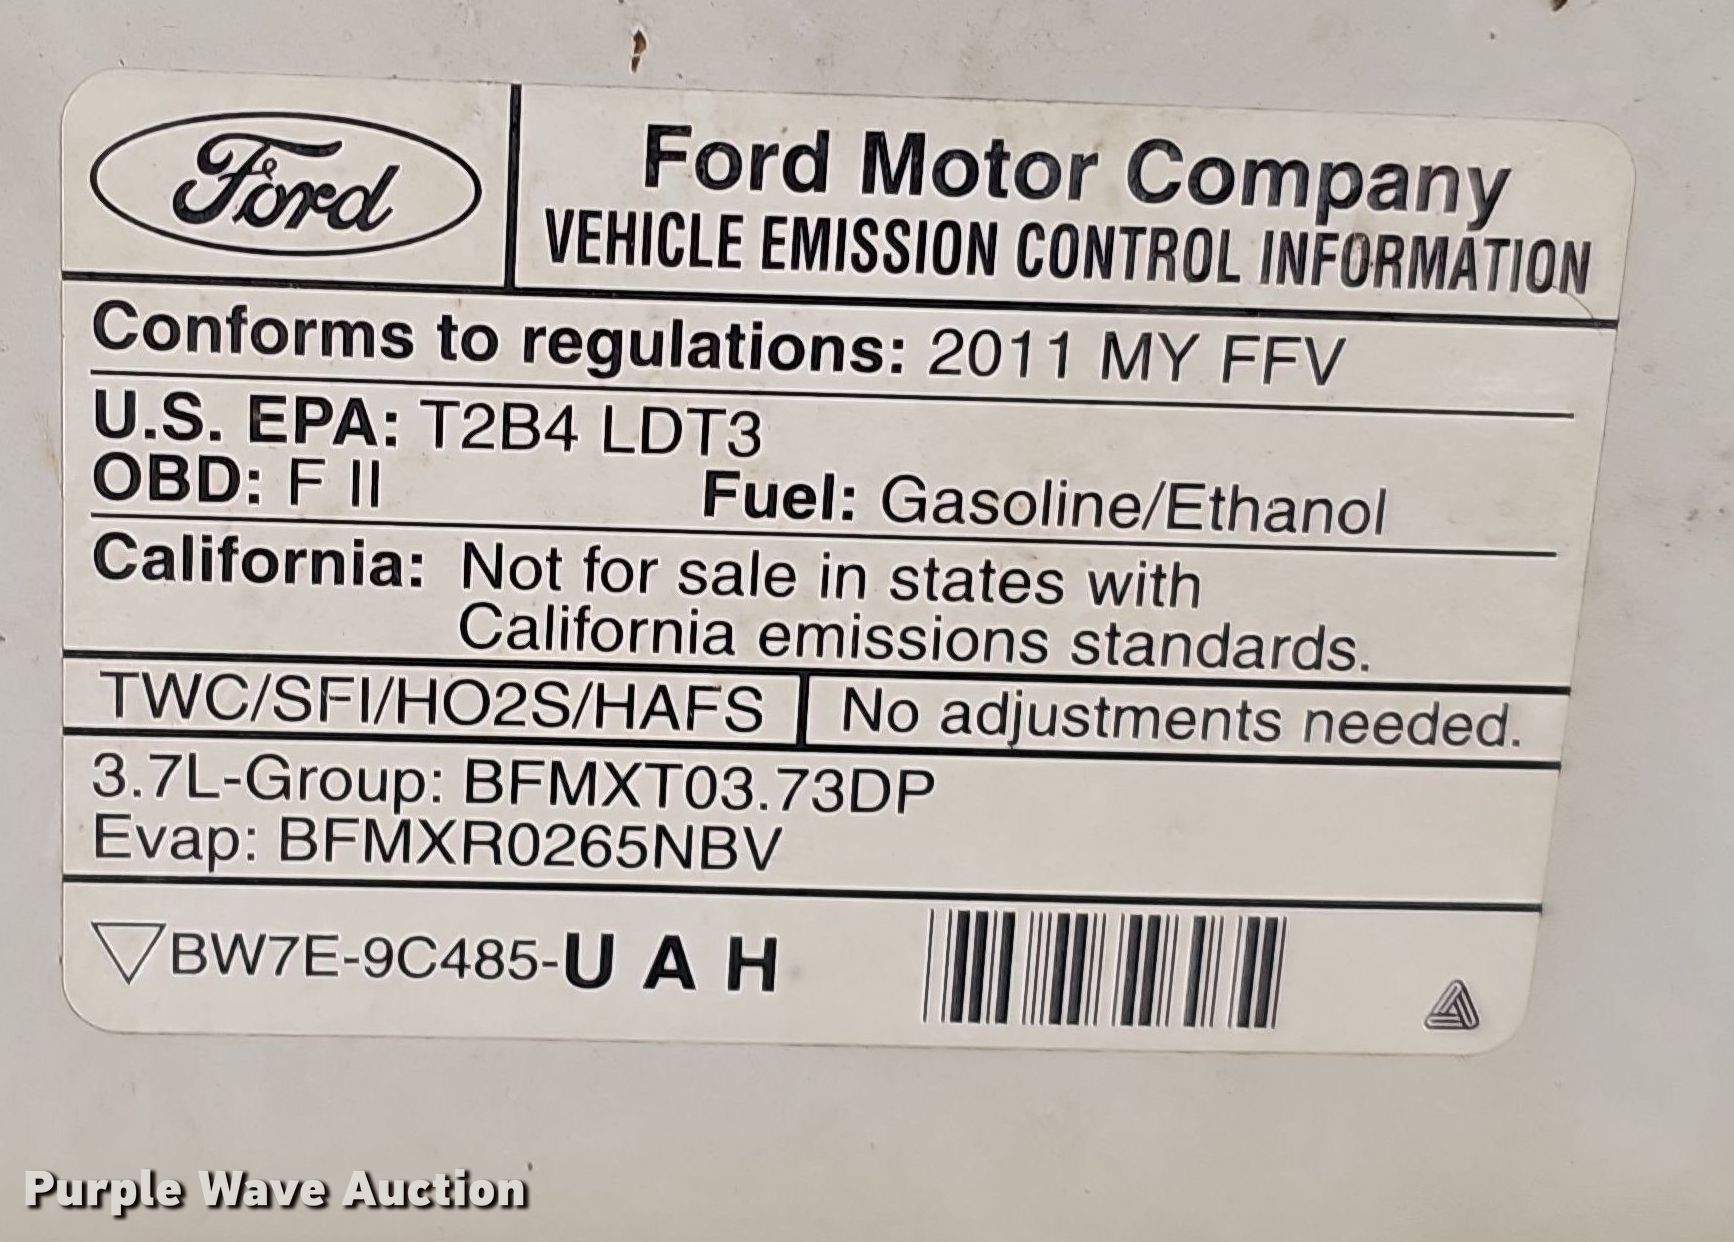 Ford
Ford Motor Company
VEHICLE EMISSION CONTROL INFORMATION
Conforms to regulations: 2011 MY FFV
U.S. EPA: T2B4 LDT3
OBD: F II Fuel: Gasoline/Ethanol
California: Not for sale in states with
California emissions standards.
TWC/SFI/HO2S/HAFS No adjustments needed.
3.7L-Group: BFMXT03.73DP
Evap: BFMXR0265NBV
BW7E-9C485-U A H
Purple Wave Auction